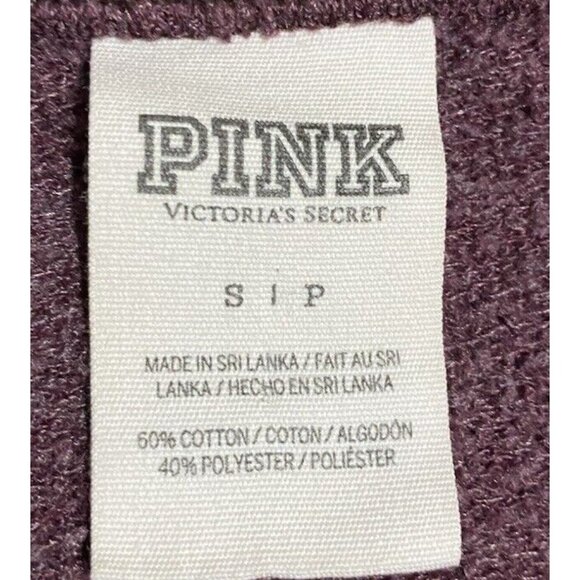 PINK
VICTORIA'S SECRET
S | P
MADE IN SRI LANKA / FAIT AU SRI
LANKA / HECHO EN SRI LANKA
60% COTTON / COTON / ALGODÓN
40% POLYESTER / POLIÉSTER